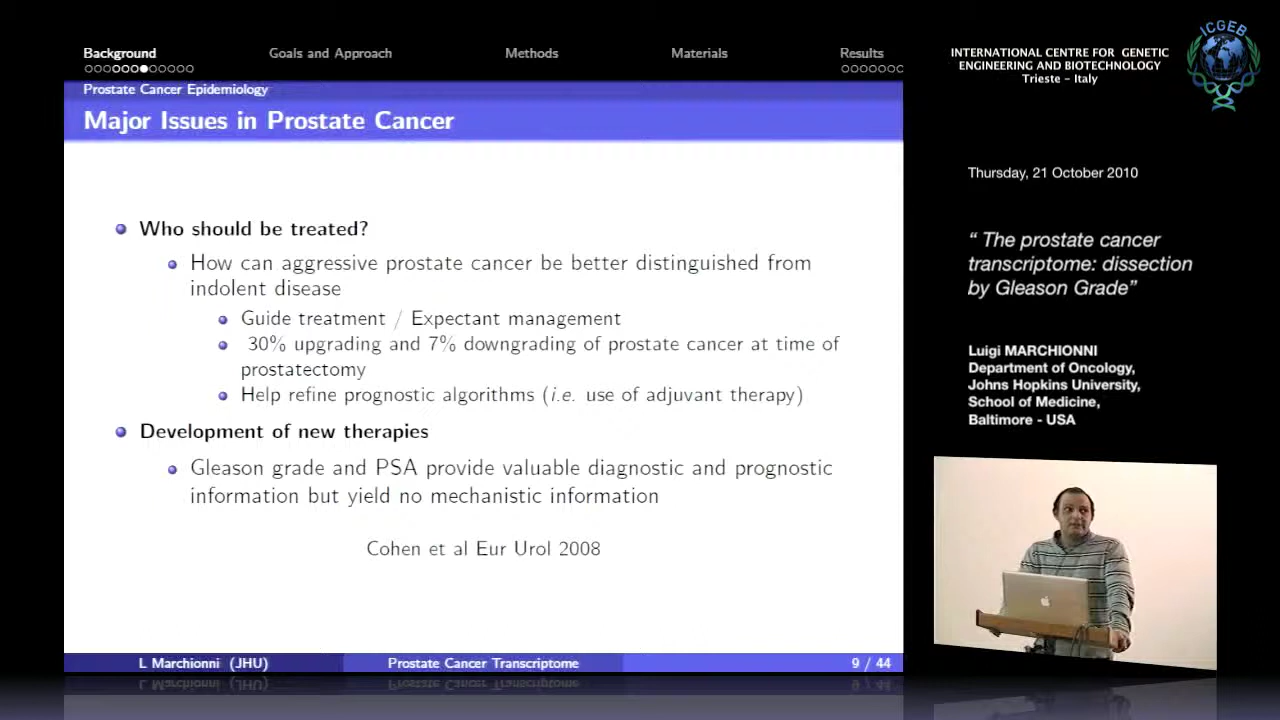 Background Goals and Approach Methods Materials Results
Prostate Cancer Epidemiology
Major Issues in Prostate Cancer
Who should be treated?
How can aggressive prostate cancer be better distinguished from
indolent disease
Guide treatment / Expectant management
30% upgrading and 7% downgrading of prostate cancer at time of
prostatectomy
Help refine prognostic algorithms (i.e. use of adjuvant therapy)
Development of new therapies
Gleason grade and PSA provide valuable diagnostic and prognostic
information but yield no mechanistic information
Cohen et al Eur Urol 2008
L Marchionni (JHU) Prostate Cancer Transcriptome 9 / 44
INTERNATIONAL CENTRE FOR GENETIC
ENGINEERING AND BIOTECHNOLOGY
Trieste – Italy
ICGEB
Thursday, 21 October 2010
“ The prostate cancer
transcriptome: dissection
by Gleason Grade”
Luigi MARCHIONNI
Department of Oncology,
Johns Hopkins University,
School of Medicine,
Baltimore - USA